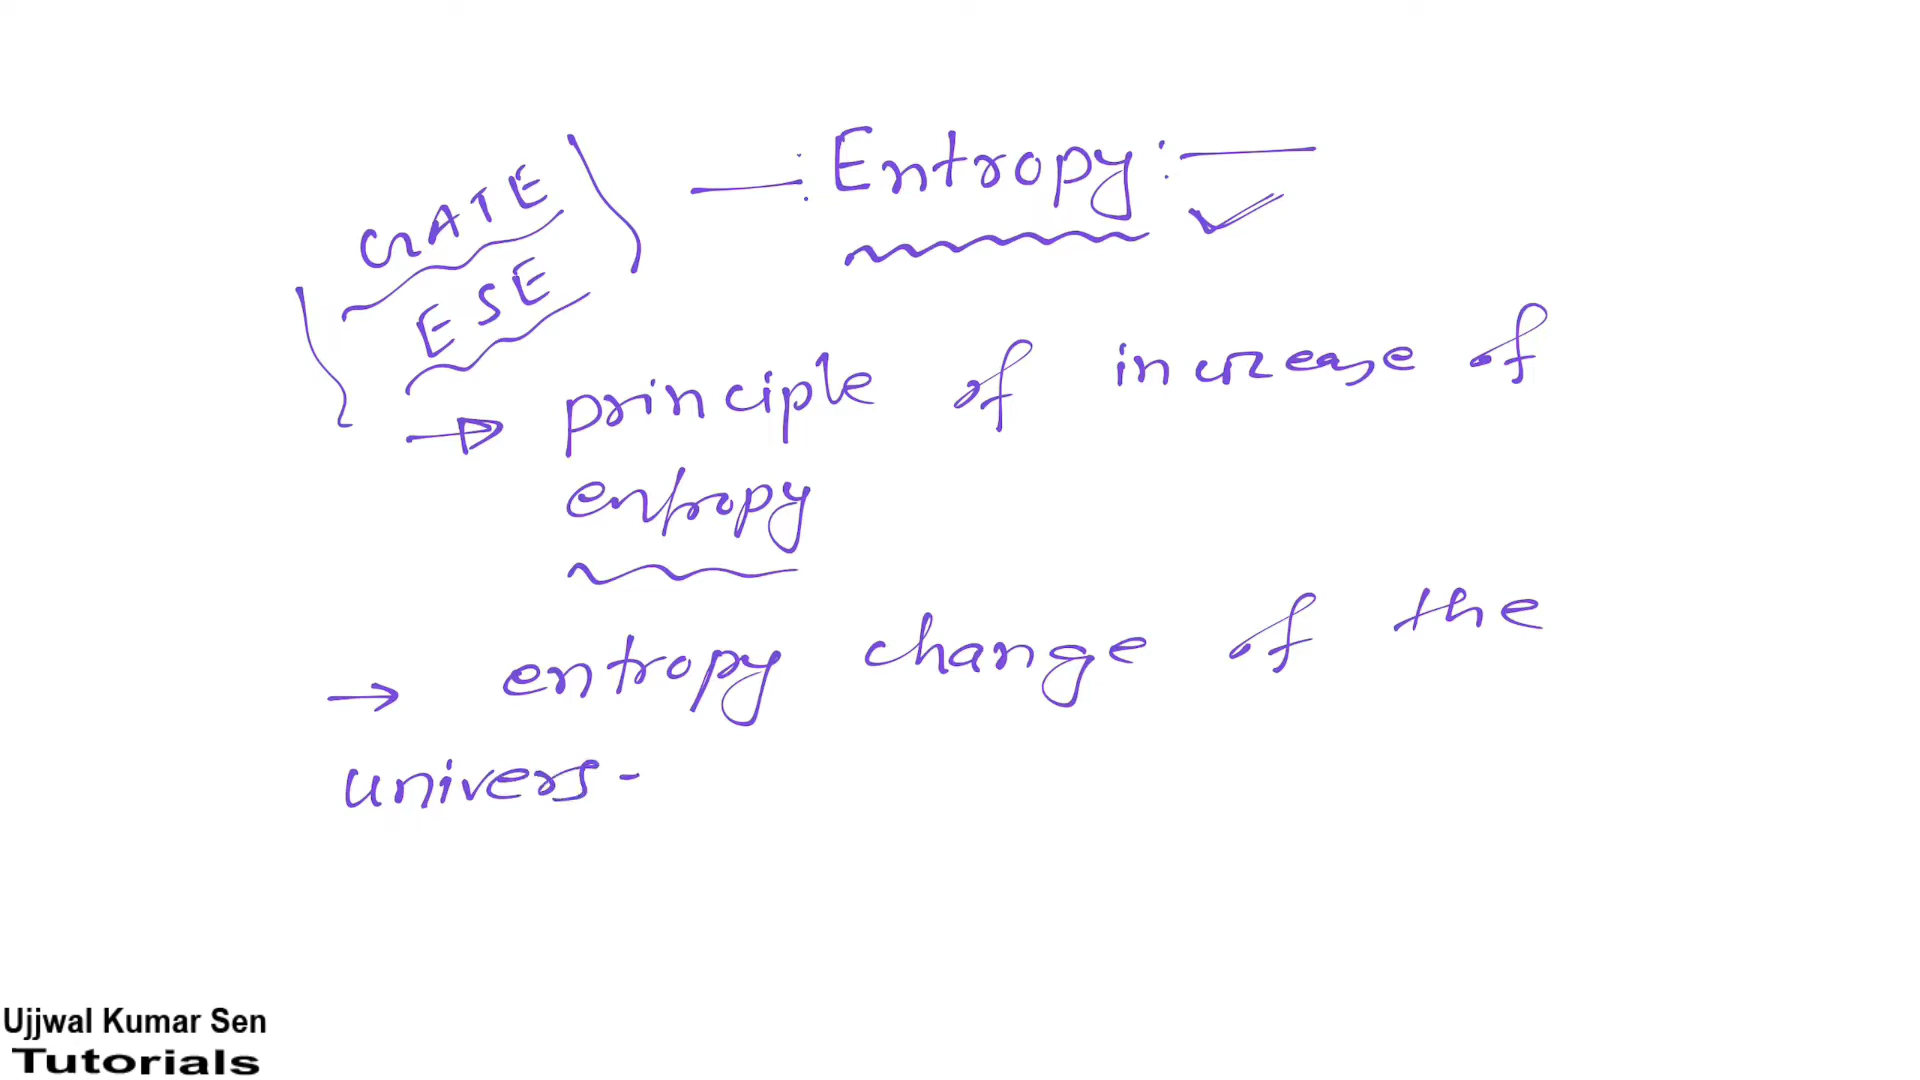 -: Entropy :-
GATE
ESE
→ principle of increase of
entropy
→ entropy change of the
univers-
Ujjwal Kumar Sen
Tutorials